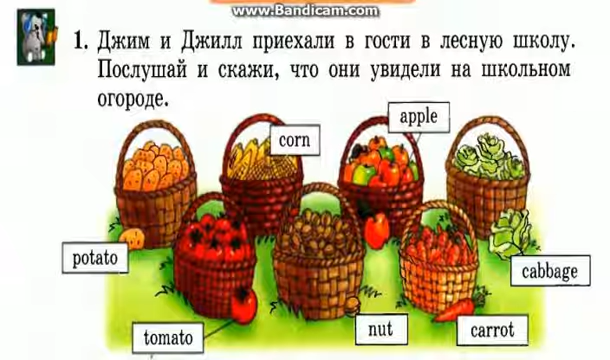 www.Bandicam.com
1. Джим и Джилл приехали в гости в лесную школу.
Послушай и скажи, что они увидели на школьном
огороде.
apple
corn
potato
cabbage
tomato
nut
carrot